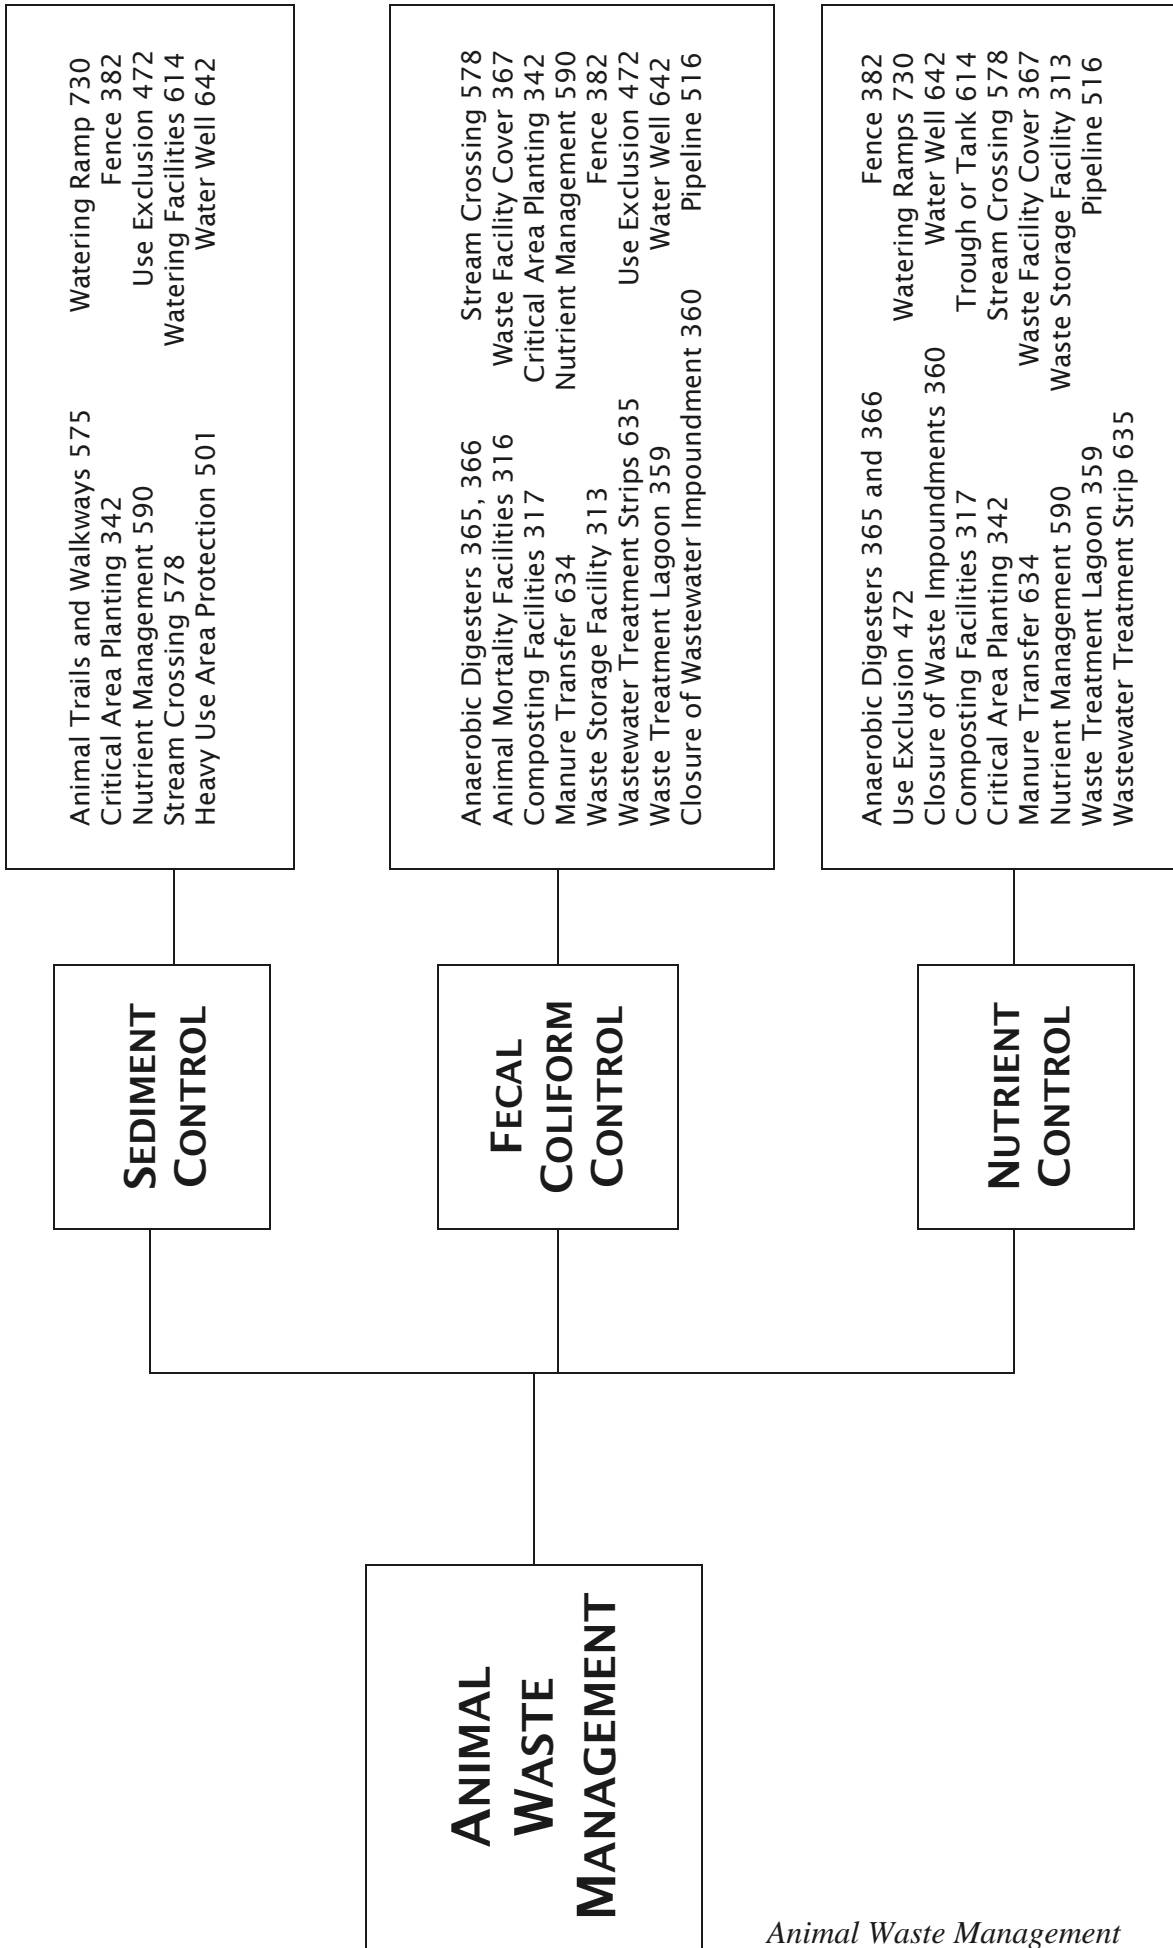 ANIMAL
WASTE
MANAGEMENT
SEDIMENT
CONTROL
Animal Trails and Walkways 575 Watering Ramp 730
Critical Area Planting 342 Fence 382
Nutrient Management 590 Use Exclusion 472
Stream Crossing 578 Watering Facilities 614
Heavy Use Area Protection 501 Water Well 642
FECAL
COLIFORM
CONTROL
Anaerobic Digesters 365, 366 Stream Crossing 578
Animal Mortality Facilities 316 Waste Facility Cover 367
Composting Facilities 317 Critical Area Planting 342
Manure Transfer 634 Nutrient Management 590
Waste Storage Facility 313 Fence 382
Wastewater Treatment Strips 635 Use Exclusion 472
Waste Treatment Lagoon 359 Water Well 642
Closure of Wastewater Impoundment 360 Pipeline 516
NUTRIENT
CONTROL
Anaerobic Digesters 365 and 366 Fence 382
Use Exclusion 472 Watering Ramps 730
Closure of Waste Impoundments 360 Water Well 642
Composting Facilities 317 Trough or Tank 614
Critical Area Planting 342 Stream Crossing 578
Manure Transfer 634 Waste Facility Cover 367
Nutrient Management 590 Waste Storage Facility 313
Waste Treatment Lagoon 359 Pipeline 516
Wastewater Treatment Strip 635
Animal Waste Management